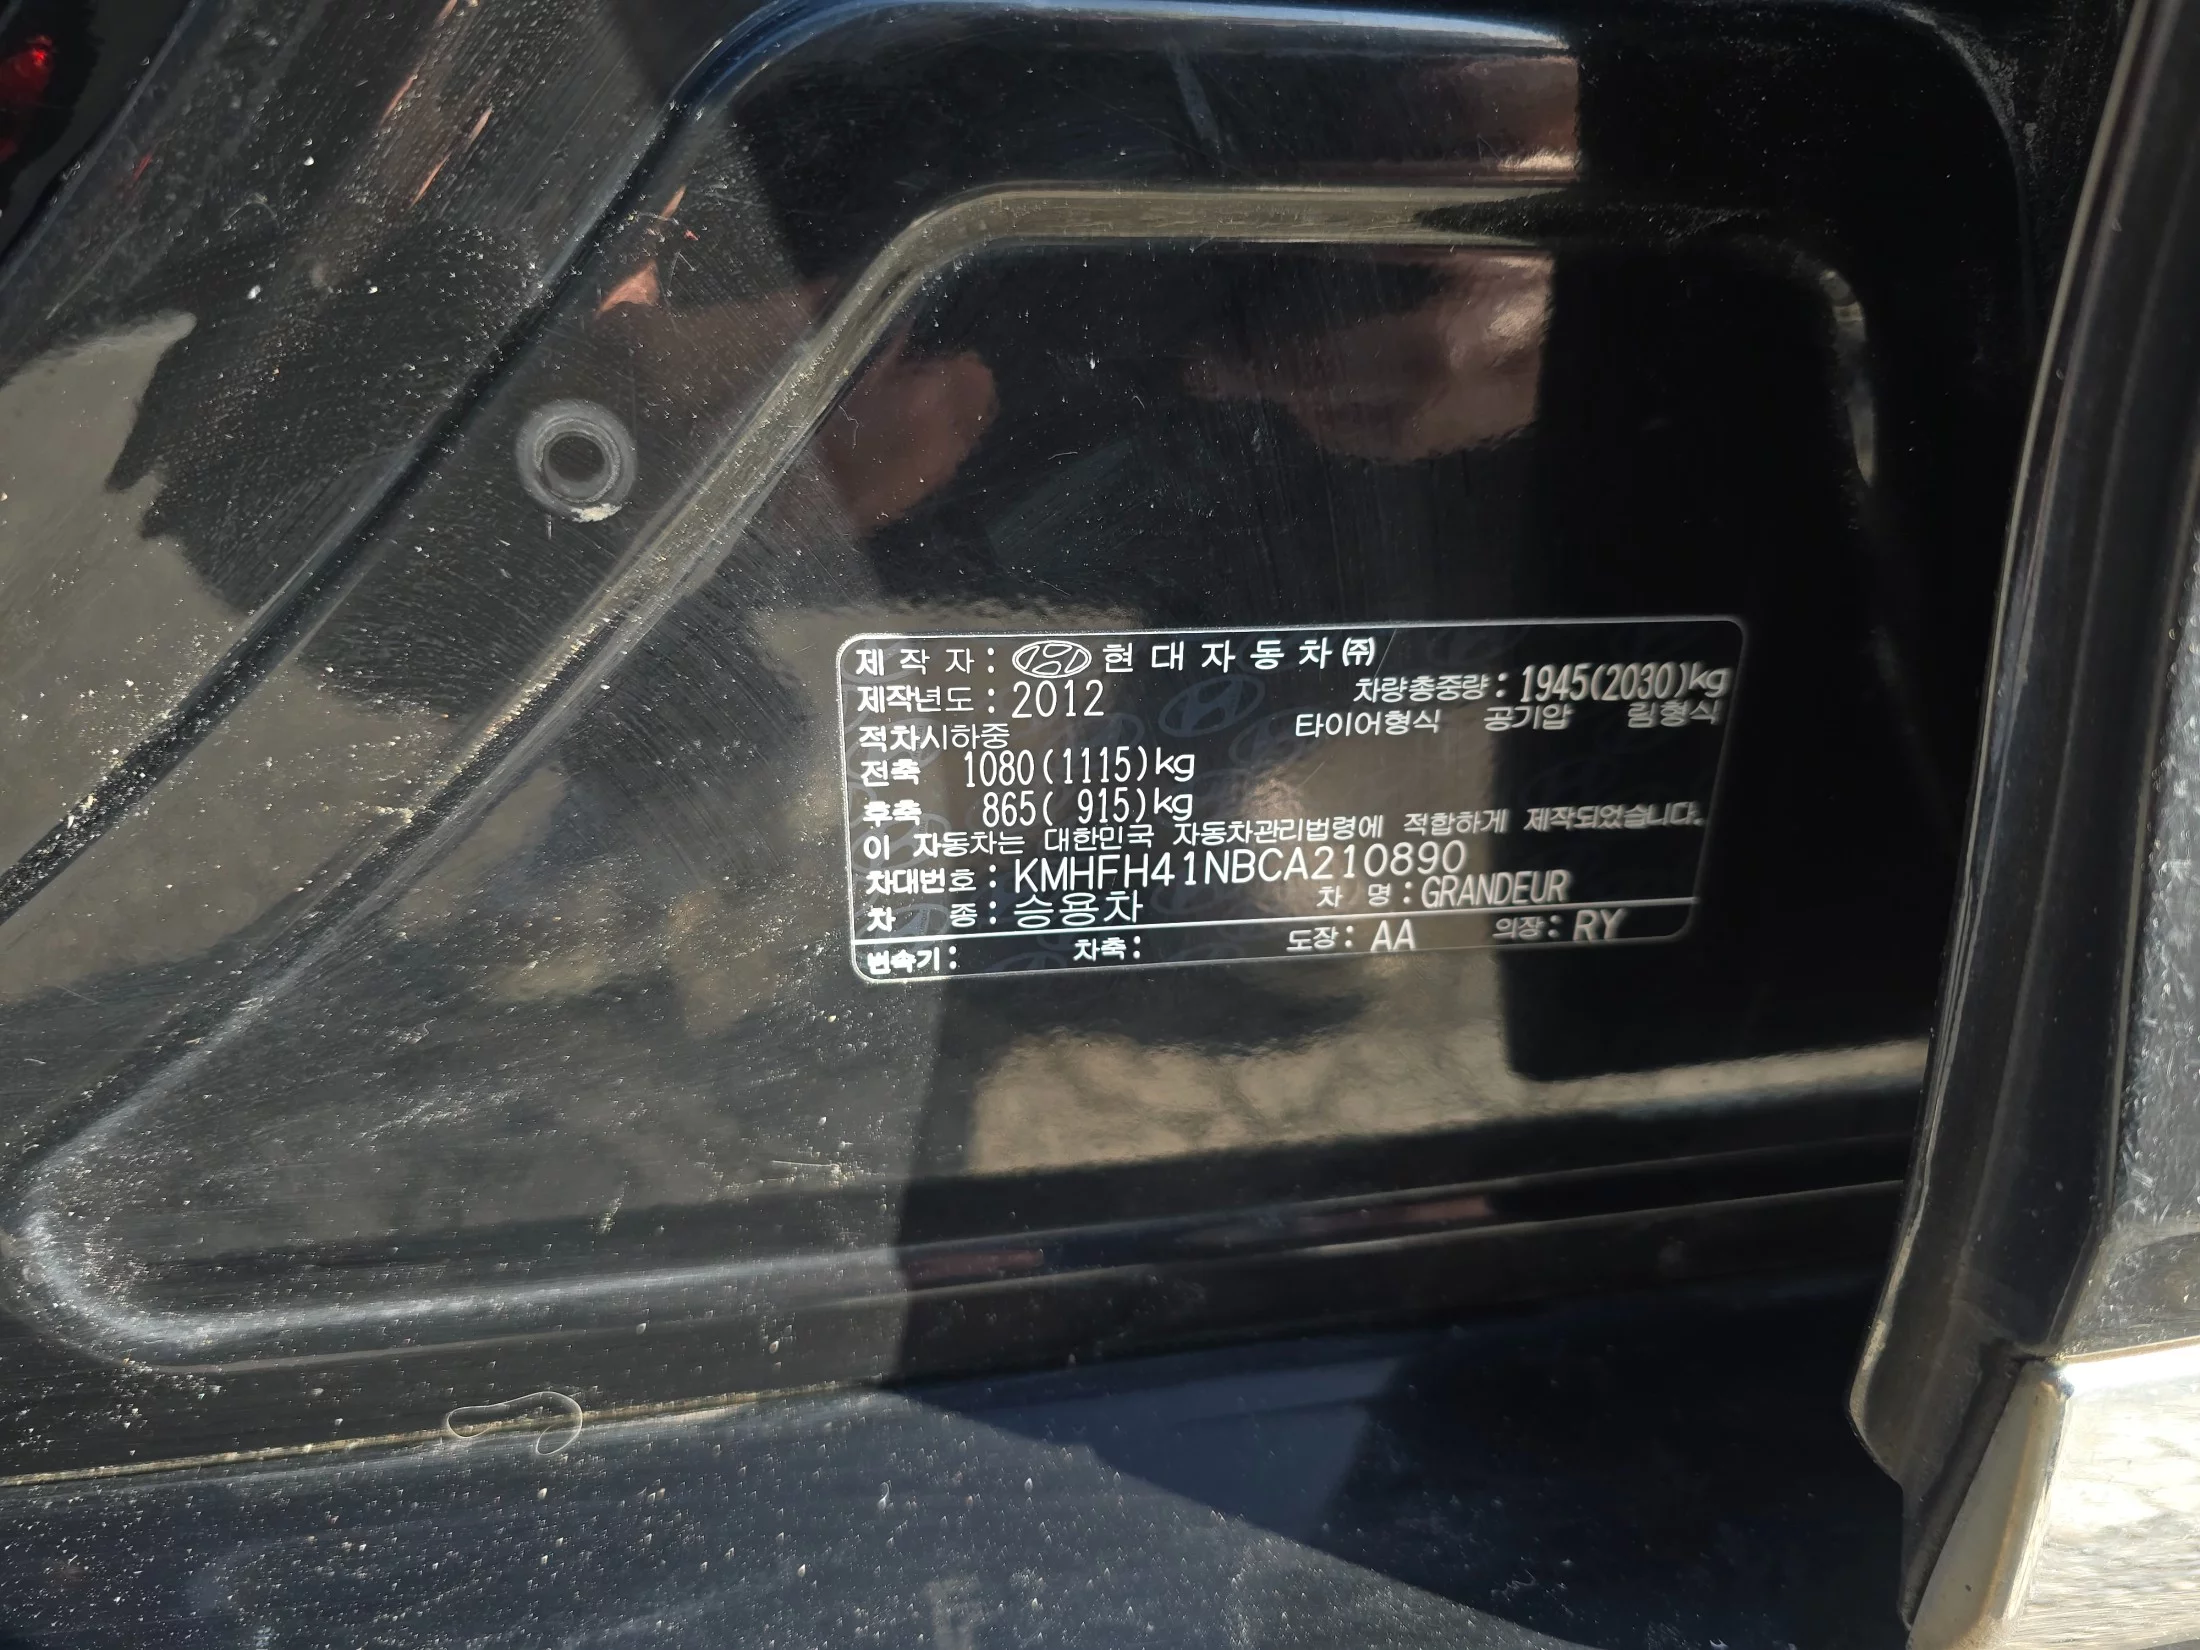 제 작 자 : 현 대 자 동 차 ㈜
제작년도 : 2012 차량총중량 : 1945(2030)kg
적차시하중 타이어형식 공기압 림형식
전축 1080(1115)kg
후축 865( 915)kg
이 자동차는 대한민국 자동차관리법령에 적합하게 제작되었습니다.
차대번호 : KMHFH41NBCA210890
차 종 : 승용차 차 명 : GRANDEUR
변속기 : 차축 : 도장 : AA 의장 : RY